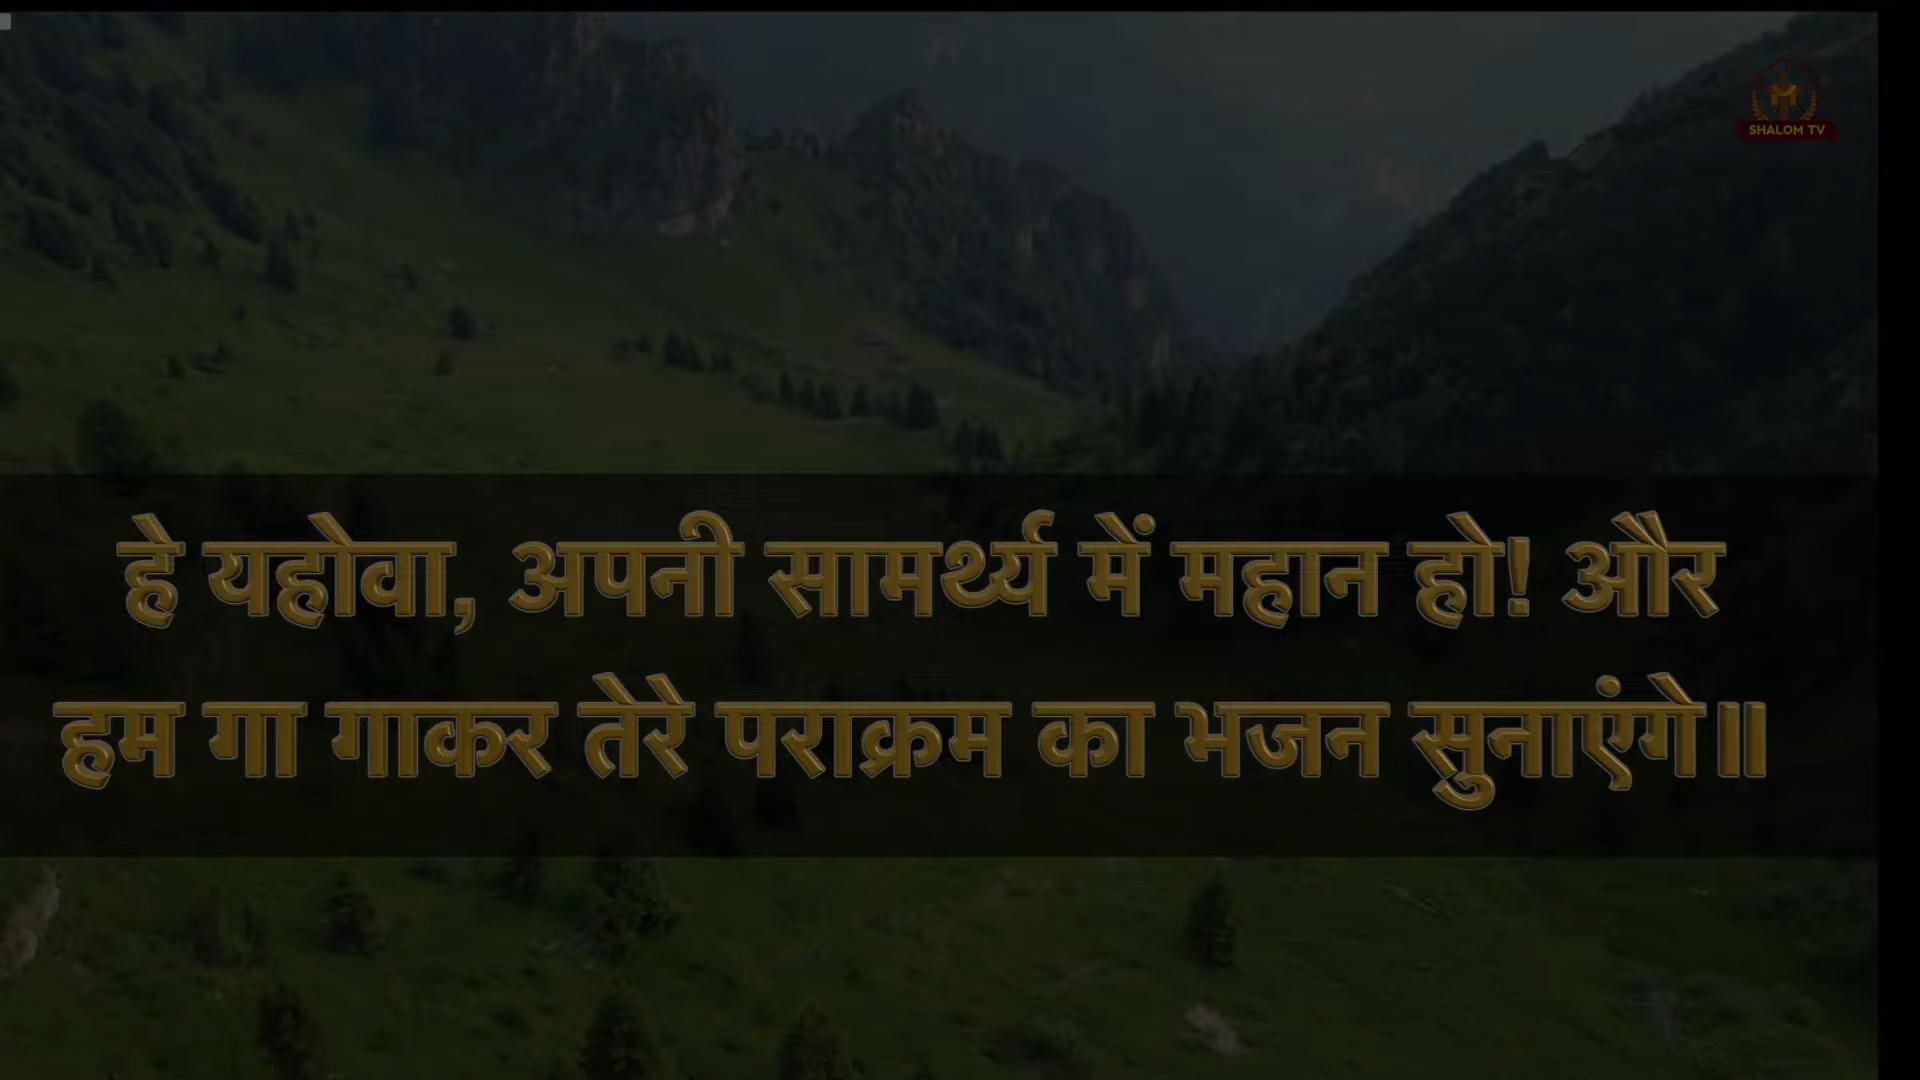 SHALOM TV
हे यहोवा, अपनी सामर्थ्य में महान हो! और
हम गा गाकर तेरे पराक्रम का भजन सुनाएंगे॥